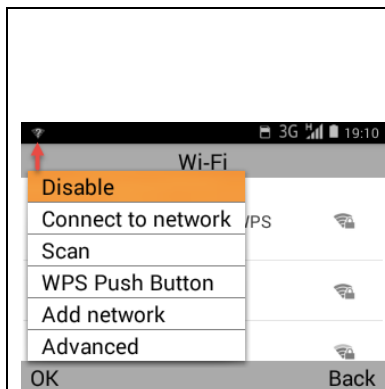 3G H 19:10
Wi-Fi
Disable
Connect to network /PS
Scan
WPS Push Button
Add network
Advanced
OK Back